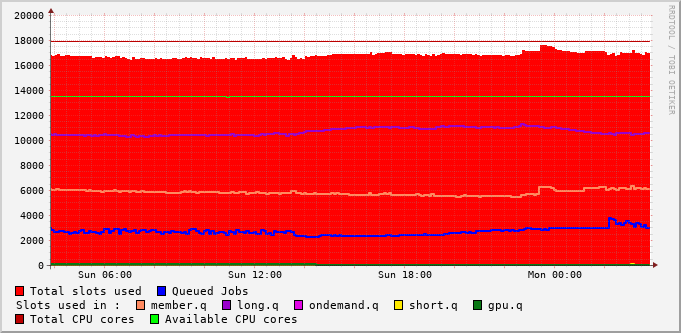 20000
18000
16000
14000
12000
10000
8000
6000
4000
2000
0
Sun 06:00 Sun 12:00 Sun 18:00 Mon 00:00
Total slots used Queued Jobs
Slots used in : member.q long.q ondemand.q short.q gpu.q
Total CPU cores Available CPU cores
RRDTOOL / TOBI OETIKER